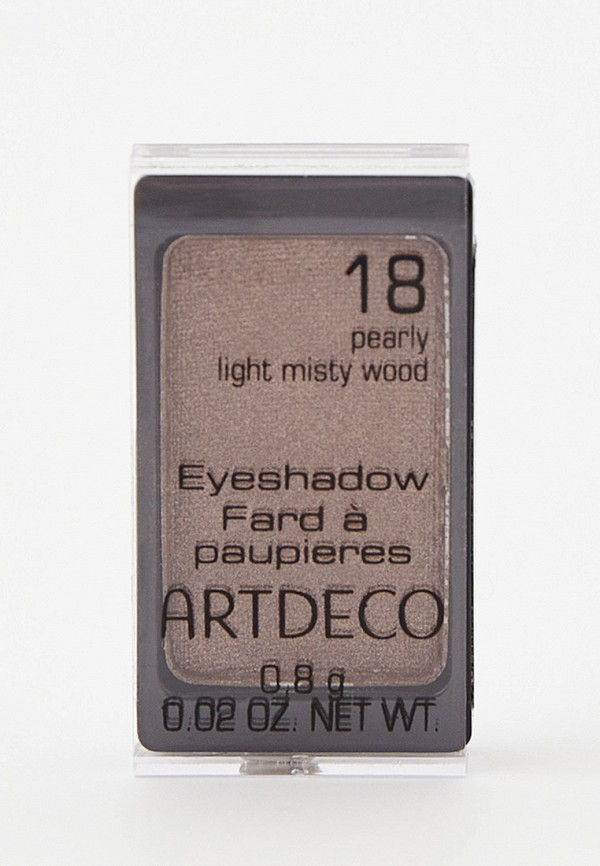 18
pearly
light misty wood
Eyeshadow
Fard à
paupieres
ARTDECO
0,8 g
0.02 OZ. NET WT.